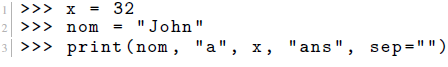 1 >>> x = 32
2 >>> nom = "John"
3 >>> print(nom, "a", x, "ans", sep="")